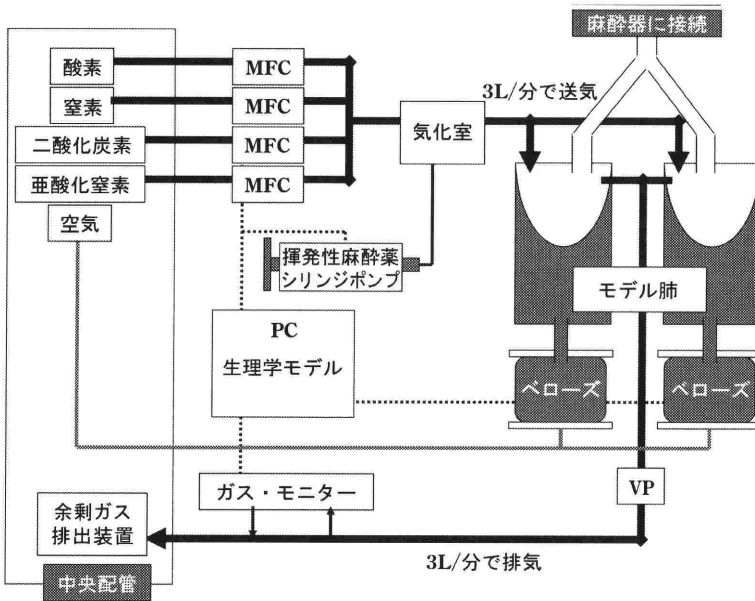 麻酔器に接続
酸素
MFC
3L/分で送気
窒素
MFC
気化室
二酸化炭素
MFC
亜酸化窒素
MFC
空気
揮発性麻酔薬
シリンジポンプ
モデル肺
PC
生理学モデル
ベローズ
ベローズ
ガス・モニター
VP
余剰ガス
排出装置
3L/分で排気
中央配管